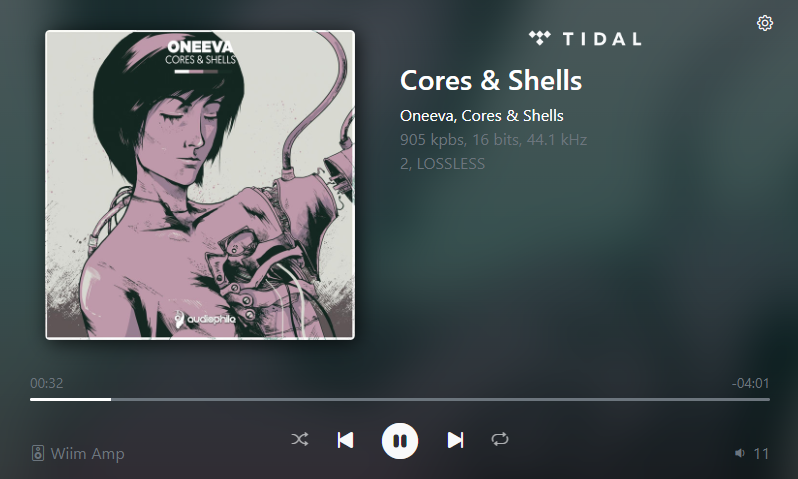 ONEEVA
CORES & SHELLS
audiophila
TIDAL
Cores & Shells
Oneeva, Cores & Shells
905 kpbs, 16 bits, 44.1 kHz
2, LOSSLESS
00:32
-04:01
Wiim Amp
11